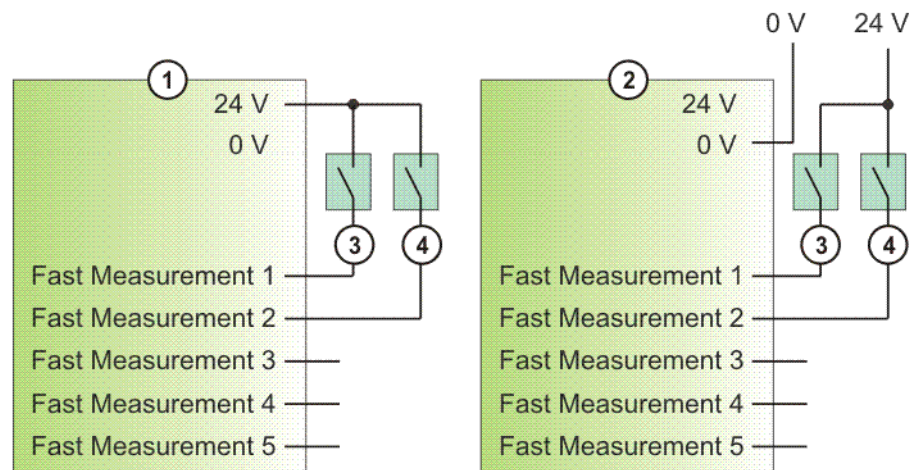 0 V 24 V
1 2
24 V 24 V
0 V 0 V
3 4 3 4
Fast Measurement 1 Fast Measurement 1
Fast Measurement 2 Fast Measurement 2
Fast Measurement 3 Fast Measurement 3
Fast Measurement 4 Fast Measurement 4
Fast Measurement 5 Fast Measurement 5